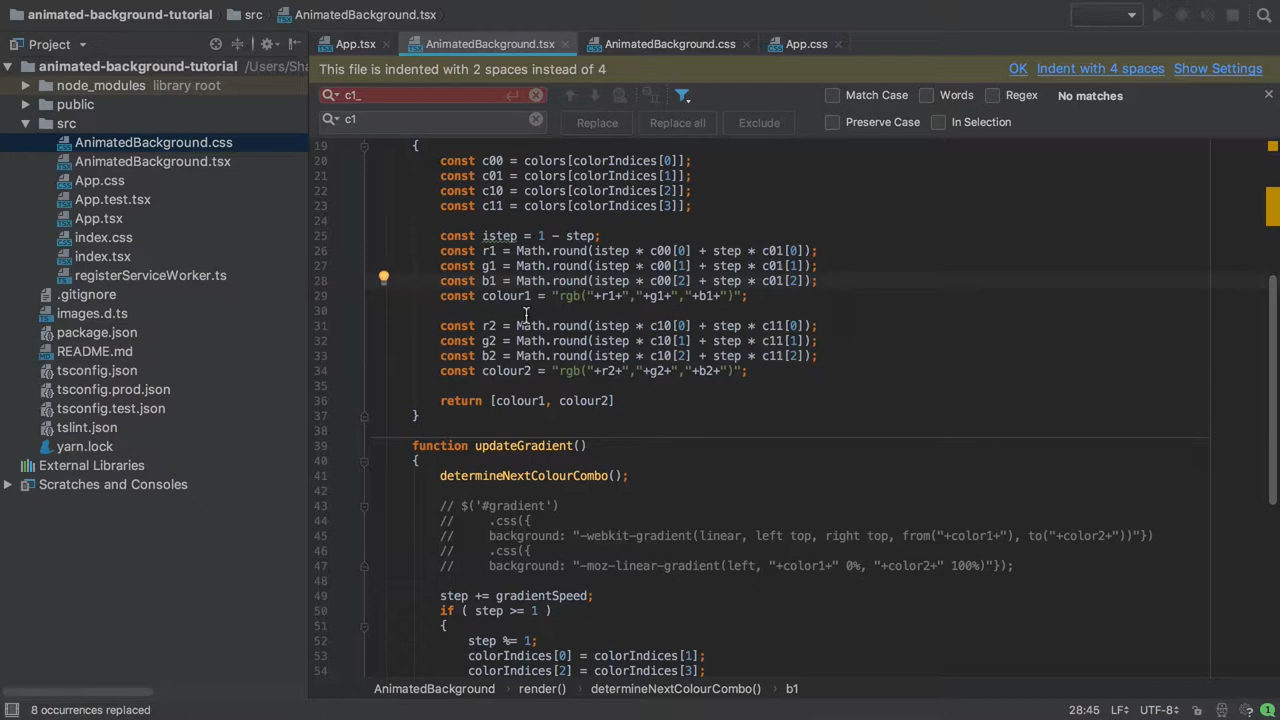 animated-background-tutorial src AnimatedBackground.tsx
Project App.tsx AnimatedBackground.tsx AnimatedBackground.css App.css
animated-background-tutorial
node_modules library root
public
src
AnimatedBackground.css
AnimatedBackground.tsx
App.css
App.test.tsx
App.tsx
index.css
index.tsx
registerServiceWorker.ts
.gitignore
images.d.ts
package.json
README.md
tsconfig.json
tsconfig.prod.json
tsconfig.test.json
tslint.json
yarn.lock
External Libraries
Scratches and Consoles
This file is indented with 2 spaces instead of 4 OK Indent with 4 spaces Show Settings
c1_ Match Case Words Regex No matches
c1 Replace Replace all Exclude Preserve Case In Selection
19 {
20 const c00 = colors[colorIndices[0]];
21 const c01 = colors[colorIndices[1]];
22 const c10 = colors[colorIndices[2]];
23 const c11 = colors[colorIndices[3]];
24
25 const istep = 1 - step;
26 const r1 = Math.round(istep * c00[0] + step * c01[0]);
27 const g1 = Math.round(istep * c00[1] + step * c01[1]);
28 const b1 = Math.round(istep * c00[2] + step * c01[2]);
29 const colour1 = "rgb("+r1+","+g1+","+b1+")";
30
31 const r2 = Math.round(istep * c10[0] + step * c11[0]);
32 const g2 = Math.round(istep * c10[1] + step * c11[1]);
33 const b2 = Math.round(istep * c10[2] + step * c11[2]);
34 const colour2 = "rgb("+r2+","+g2+","+b2+")";
35
36 return [colour1, colour2]
37 }
38
39 function updateGradient()
40 {
41 determineNextColourCombo();
42
43 // $('#gradient')
44 // .css({
45 // background: "-webkit-gradient(linear, left top, right top, from("+color1+"), to("+color2+"))"})
46 // .css({
47 // background: "-moz-linear-gradient(left, "+color1+" 0%, "+color2+" 100%)"});
48
49 step += gradientSpeed;
50 if ( step >= 1 )
51 {
52 step %= 1;
53 colorIndices[0] = colorIndices[1];
54 colorIndices[2] = colorIndices[3];
AnimatedBackground render() determineNextColourCombo() b1
8 occurrences replaced 28:45 LF UTF-8 1